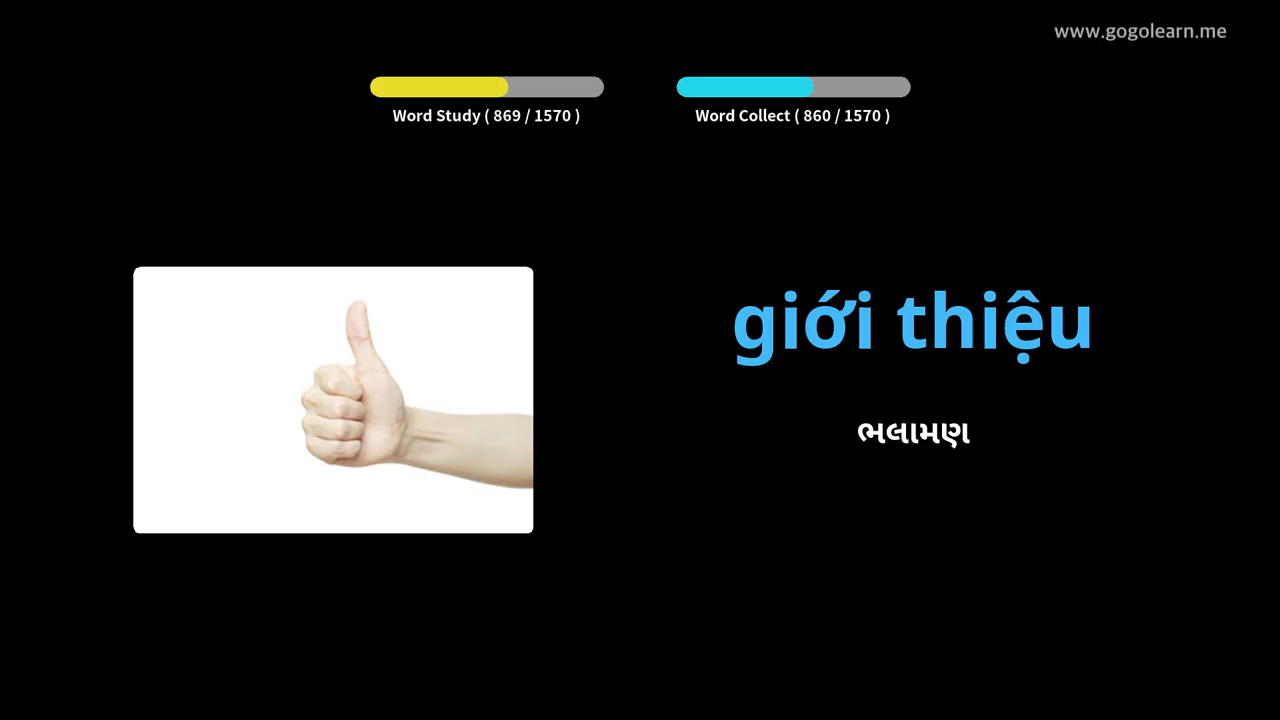 www.gogolearn.me
Word Study ( 869 / 1570 )
Word Collect ( 860 / 1570 )
giới thiệu
ભલામણ